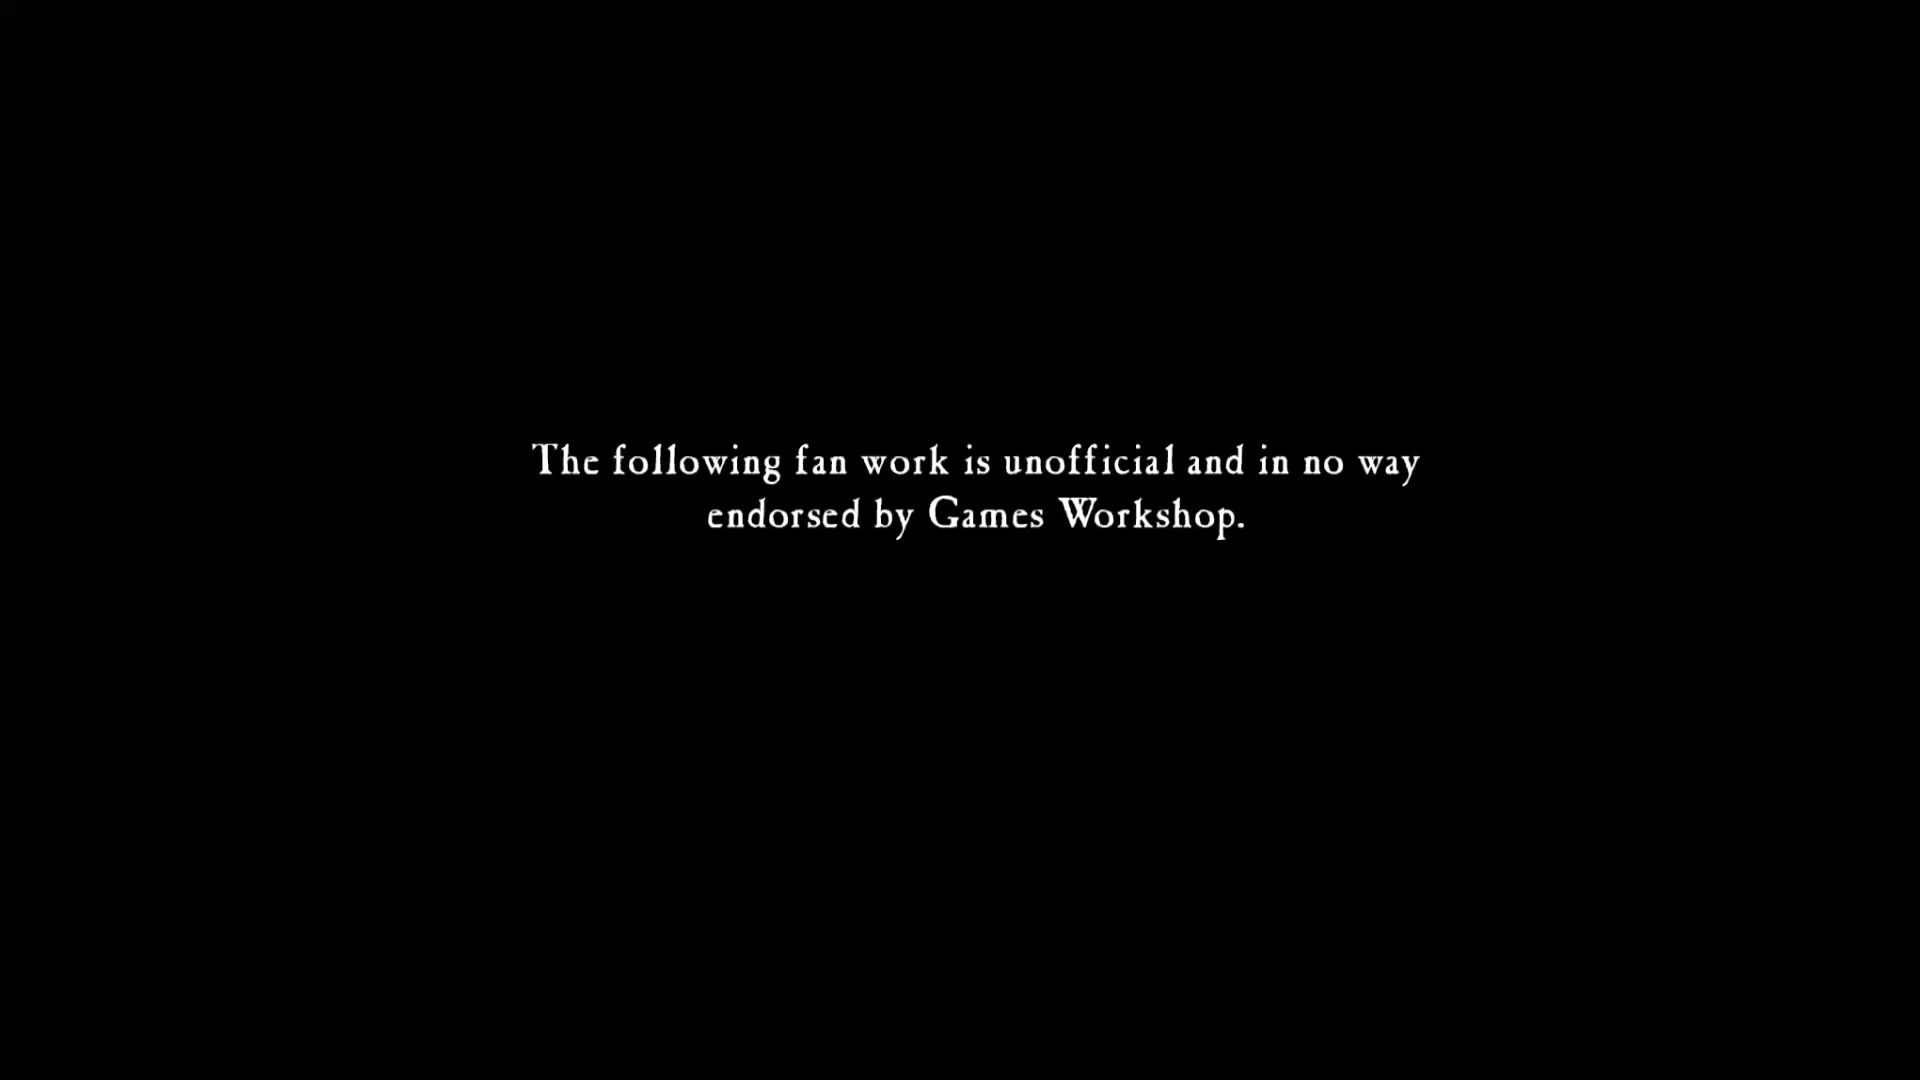 The following fan work is unofficial and in no way
endorsed by Games Workshop.